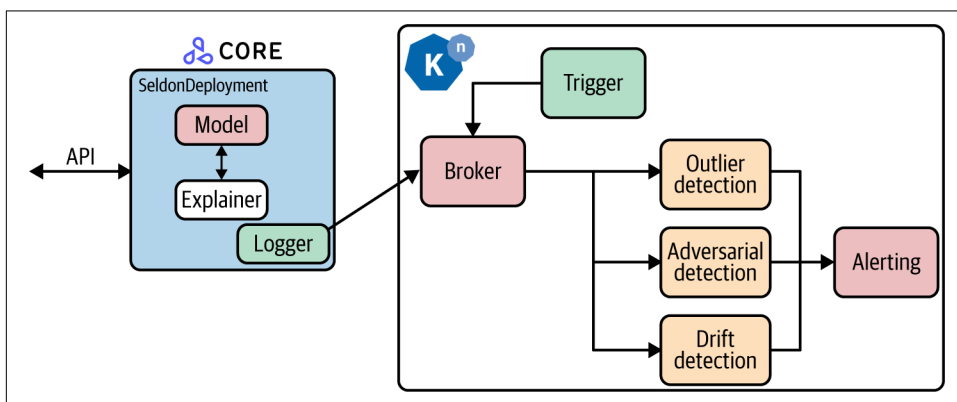 CORE
SeldonDeployment
Model
Explainer
Logger
API
K
n
Trigger
Broker
Outlier
detection
Adversarial
detection
Drift
detection
Alerting